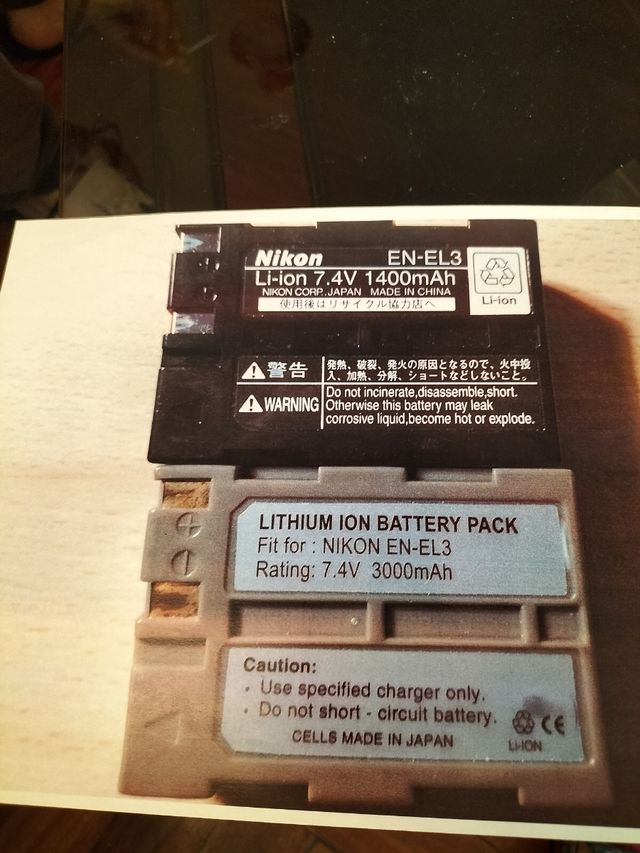 Nikon EN-EL3
Li-ion 7.4V 1400mAh
NIKON CORP. JAPAN MADE IN CHINA
使用後はリサイクル協力店へ
Li-ion
警告
発熱、破裂、発火の原因となるので、火中投
入、加熱、分解、ショートなどしないこと。
WARNING
Do not incinerate,disassemble,short.
Otherwise this battery may leak
corrosive liquid,become hot or explode.
LITHIUM ION BATTERY PACK
Fit for : NIKON EN-EL3
Rating: 7.4V 3000mAh
Caution:
· Use specified charger only.
· Do not short - circuit battery.
CELLS MADE IN JAPAN
CE
Li-ION